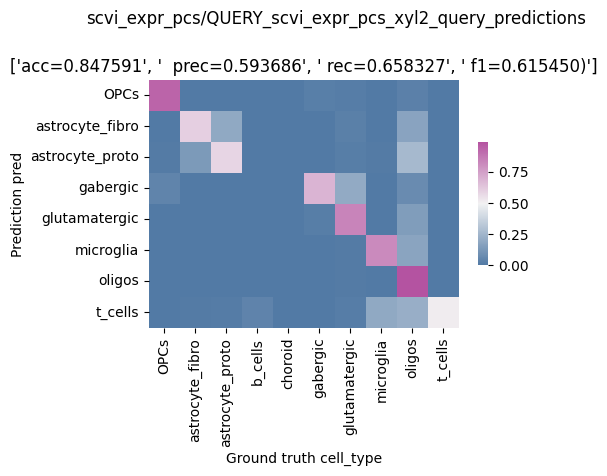 scvi_expr_pcs/QUERY_scvi_expr_pcs_xyl2_query_predictions
['acc=0.847591', '  prec=0.593686', ' rec=0.658327', ' f1=0.615450)']
OPCs
astrocyte_fibro
astrocyte_proto
gabergic
glutamatergic
microglia
oligos
t_cells
Prediction pred
0.75
0.50
0.25
0.00
OPCs
astrocyte_fibro
astrocyte_proto
b_cells
choroid
gabergic
glutamatergic
microglia
oligos
t_cells
Ground truth cell_type